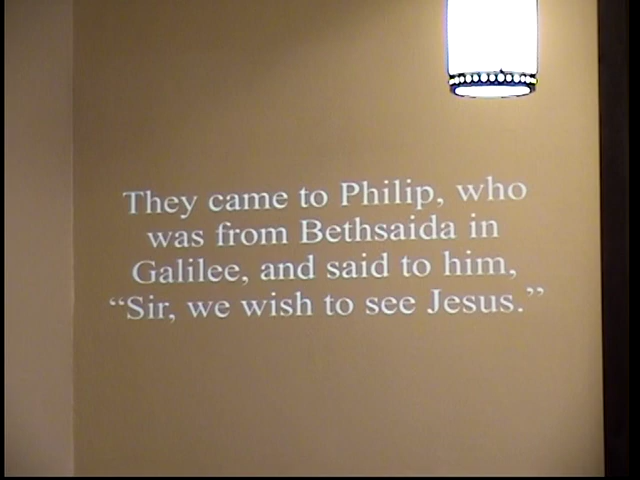 They came to Philip, who
was from Bethsaida in
Galilee, and said to him,
“Sir, we wish to see Jesus.”